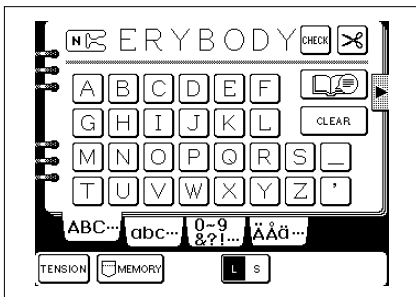 N ERYBODY CHECK
A B C D E F
G H I J K L CLEAR
M N O P Q R S _
T U V W X Y Z '
ABC··· abc··· 0~9 &?!··· ÄÅä···
TENSION MEMORY L S